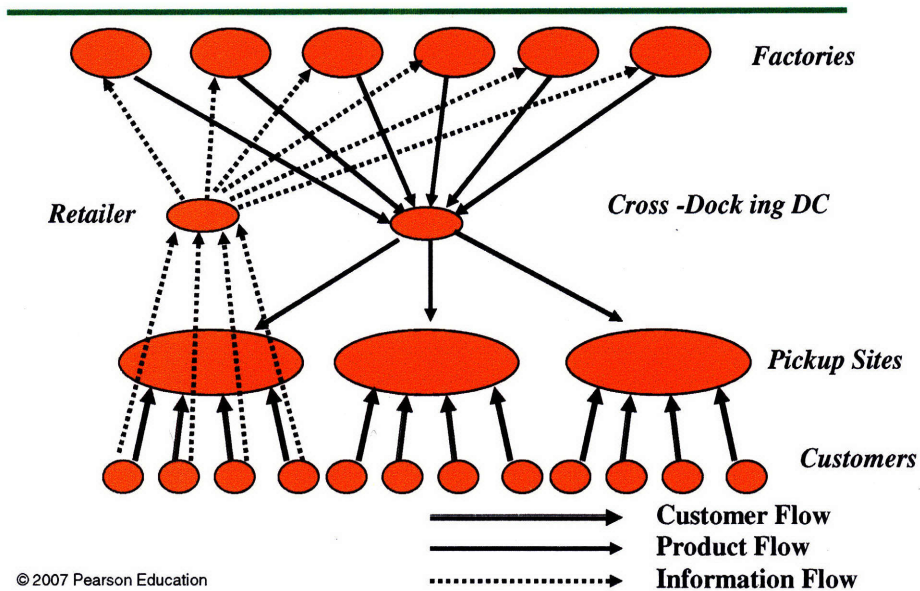 Factories
Retailer
Cross -Dock ing DC
Pickup Sites
Customers
Customer Flow
Product Flow
© 2007 Pearson Education
Information Flow